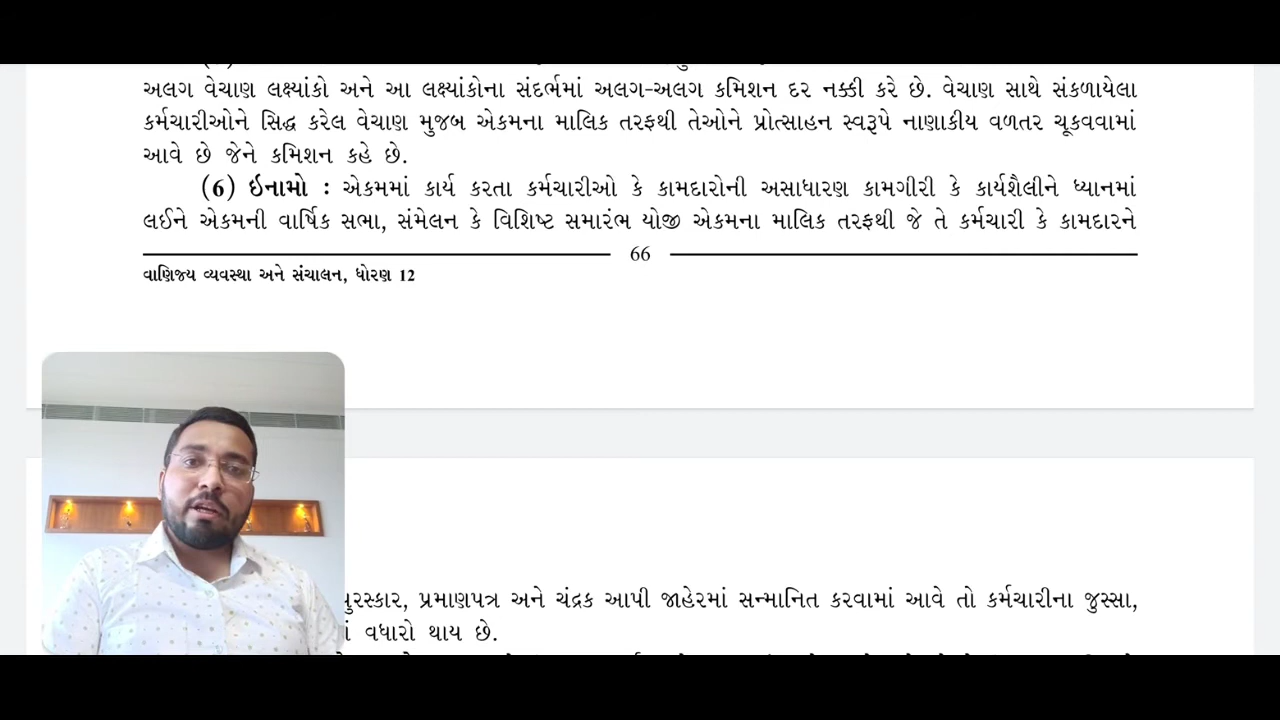 અલગ વેચાણ લક્ષ્યાંકો અને આ લક્ષ્યાંકોના સંદર્ભમાં અલગ-અલગ કમિશન દર નક્કી કરે છે. વેચાણ સાથે સંકળાયેલા
કર્મચારીઓને સિદ્ધ કરેલ વેચાણ મુજબ એકમના માલિક તરફથી તેઓને પ્રોત્સાહન સ્વરૂપે નાણાકીય વળતર ચૂકવવામાં
આવે છે જેને કમિશન કહે છે.
(6) ઇનામો : એકમમાં કાર્ય કરતા કર્મચારીઓ કે કામદારોની અસાધારણ કામગીરી કે કાર્યશૈલીને ધ્યાનમાં
લઈને એકમની વાર્ષિક સભા, સંમેલન કે વિશિષ્ટ સમારંભ યોજી એકમના માલિક તરફથી જે તે કર્મચારી કે કામદારને
66
વાણિજ્ય વ્યવસ્થા અને સંચાલન, ધોરણ 12
પુરસ્કાર, પ્રમાણપત્ર અને ચંદ્રક આપી જાહેરમાં સન્માનિત કરવામાં આવે તો કર્મચારીના જુસ્સા,
વધારો થાય છે.